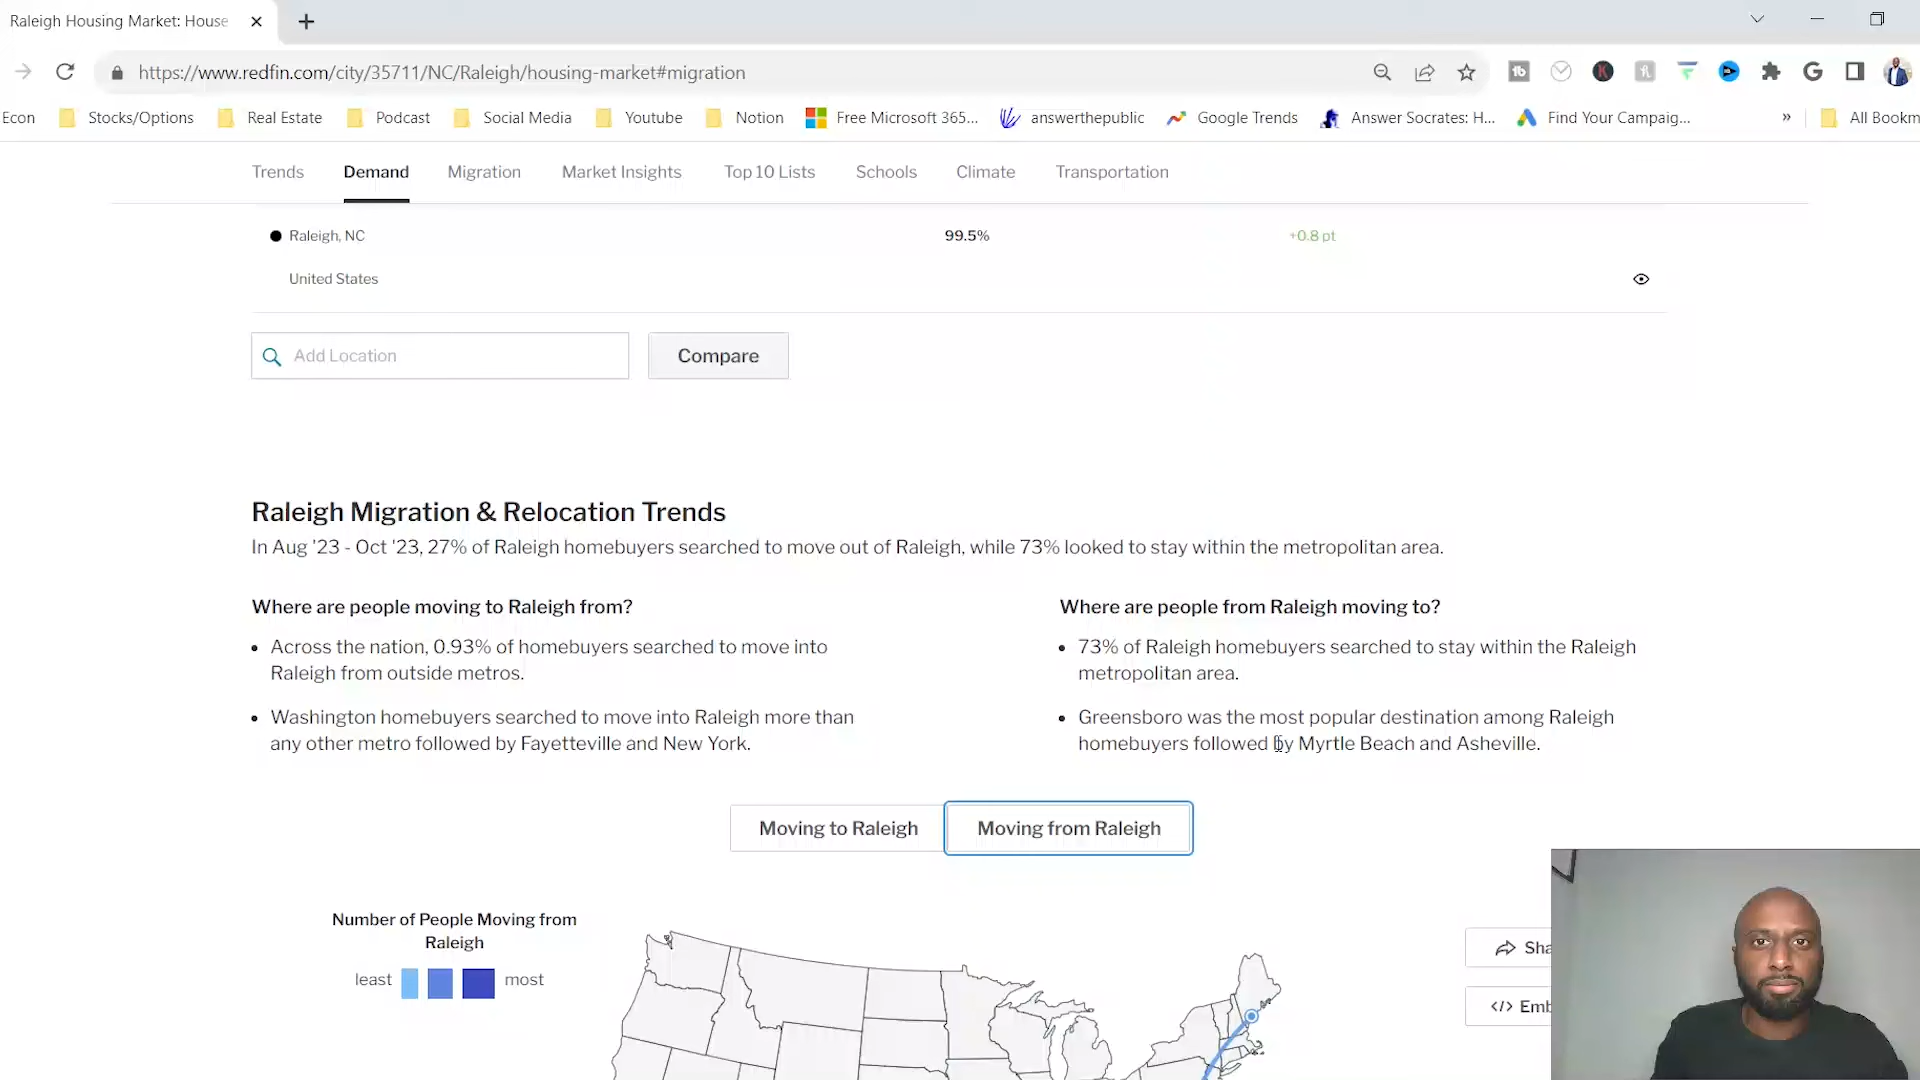 Raleigh Housing Market: House
https://www.redfin.com/city/35711/NC/Raleigh/housing-market#migration
Econ Stocks/Options Real Estate Podcast Social Media Youtube Notion Free Microsoft 365... answerthepublic Google Trends Answer Socrates: H... Find Your Campaig... » All Bookm
Trends Demand Migration Market Insights Top 10 Lists Schools Climate Transportation
Raleigh, NC 99.5% +0.8 pt
United States
Add Location Compare
Raleigh Migration & Relocation Trends
In Aug '23 - Oct '23, 27% of Raleigh homebuyers searched to move out of Raleigh, while 73% looked to stay within the metropolitan area.
Where are people moving to Raleigh from?
• Across the nation, 0.93% of homebuyers searched to move into
Raleigh from outside metros.
• Washington homebuyers searched to move into Raleigh more than
any other metro followed by Fayetteville and New York.
Where are people from Raleigh moving to?
• 73% of Raleigh homebuyers searched to stay within the Raleigh
metropolitan area.
• Greensboro was the most popular destination among Raleigh
homebuyers followed by Myrtle Beach and Asheville.
Moving to Raleigh Moving from Raleigh
Number of People Moving from
Raleigh
least most
Sha
</> Emb